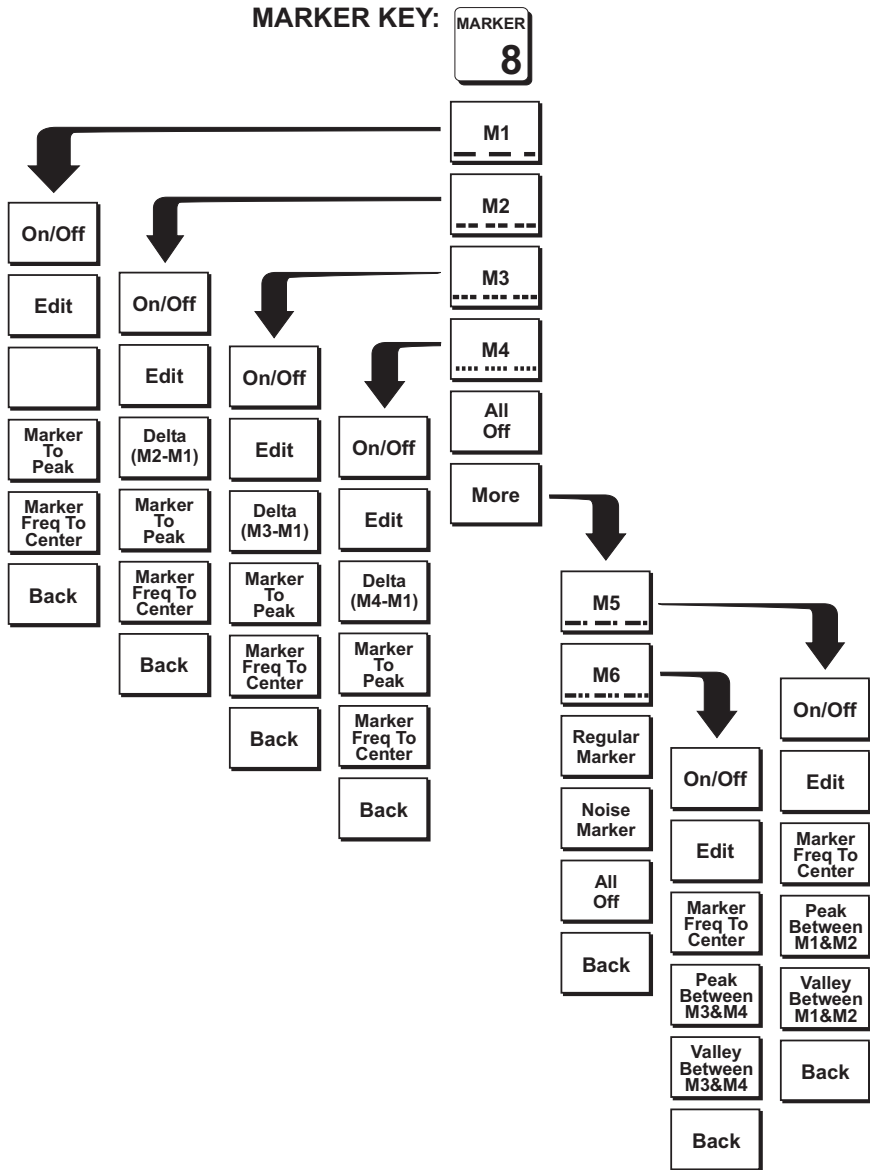 MARKER KEY:
MARKER
8
M1
M2
M3
M4
All
Off
More
On/Off
Edit
Marker
To
Peak
Marker
Freq To
Center
Back
On/Off
Edit
Delta
(M2-M1)
Marker
To
Peak
Marker
Freq To
Center
Back
On/Off
Edit
Delta
(M3-M1)
Marker
To
Peak
Marker
Freq To
Center
Back
On/Off
Edit
Delta
(M4-M1)
Marker
To
Peak
Marker
Freq To
Center
Back
M5
M6
Regular
Marker
Noise
Marker
All
Off
Back
On/Off
Edit
Marker
Freq To
Center
Peak
Between
M3&M4
Valley
Between
M3&M4
Back
On/Off
Edit
Marker
Freq To
Center
Peak
Between
M1&M2
Valley
Between
M1&M2
Back